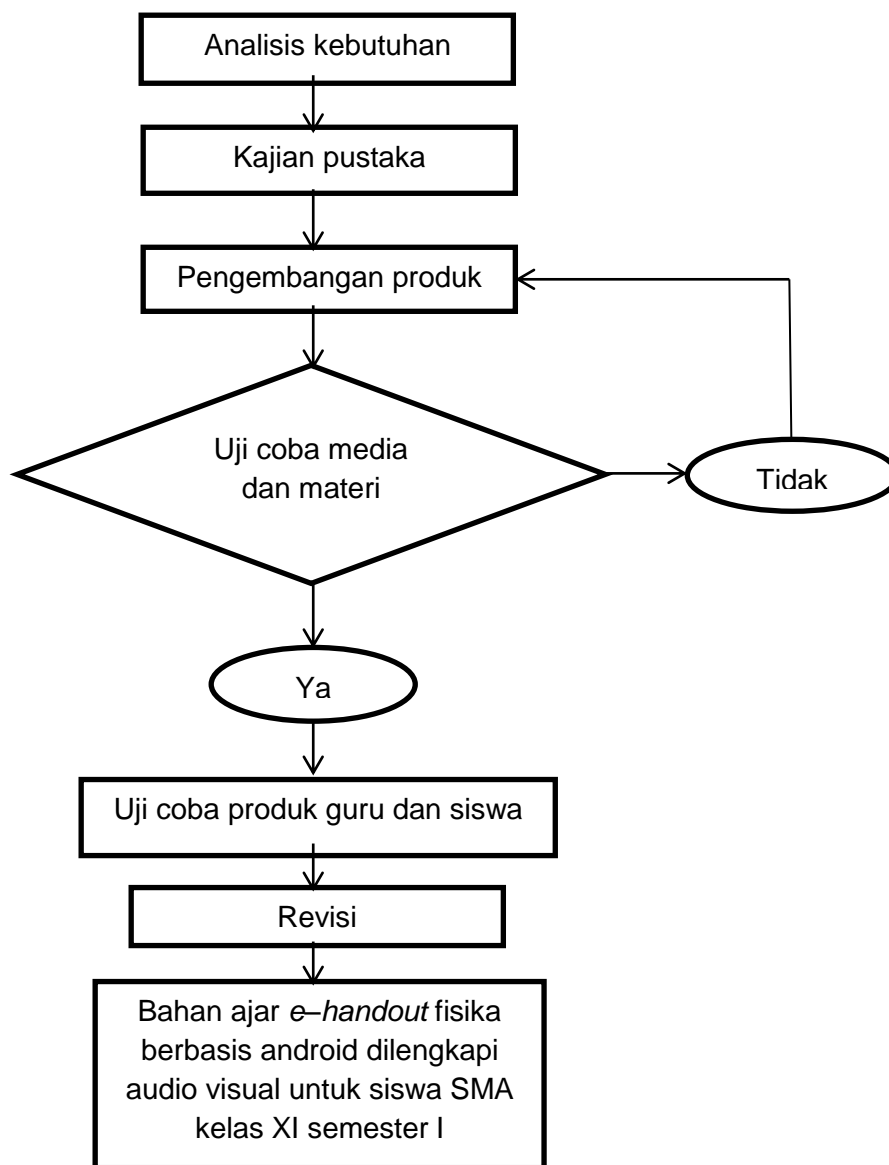 Analisis kebutuhan
Kajian pustaka
Pengembangan produk
Uji coba media
dan materi
Tidak
Ya
Uji coba produk guru dan siswa
Revisi
Bahan ajar e–handout fisika
berbasis android dilengkapi
audio visual untuk siswa SMA
kelas XI semester I